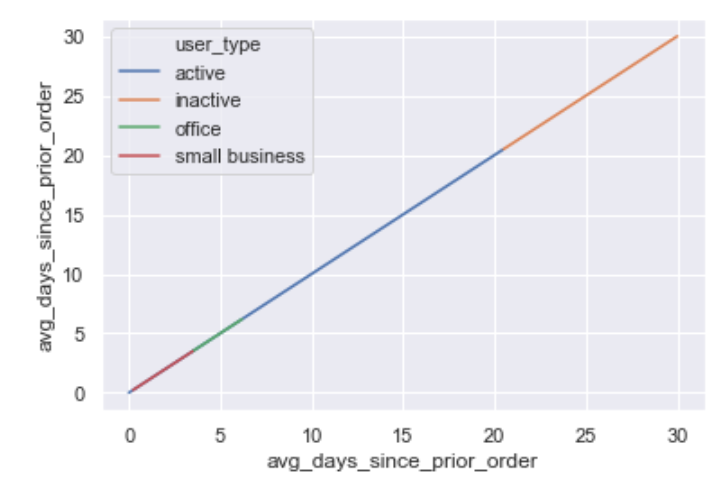 user_type
active
inactive
office
small business
30
25
20
15
10
5
0
avg_days_since_prior_order
0 5 10 15 20 25 30
avg_days_since_prior_order